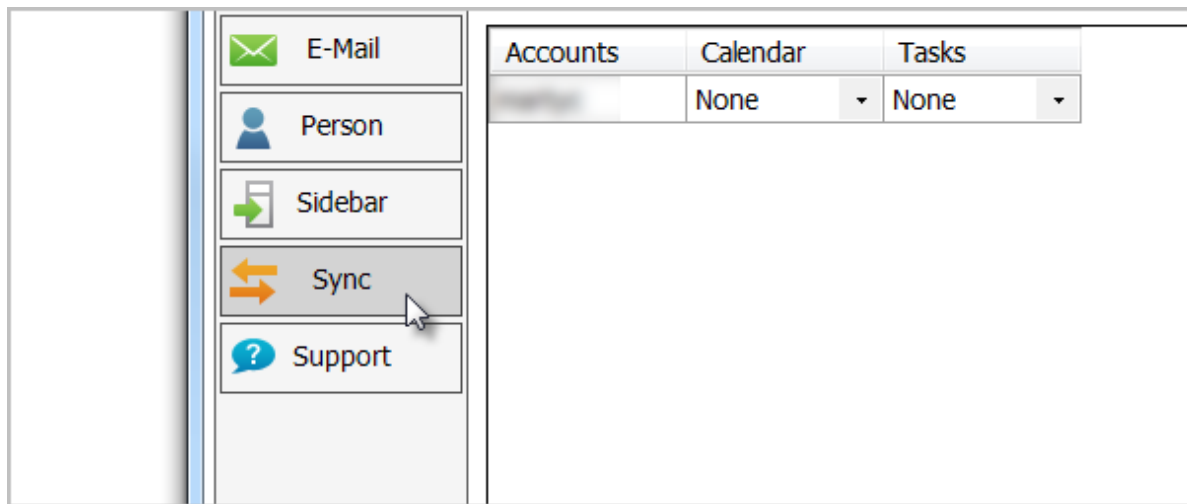 E-Mail
Person
Sidebar
Sync
Support
Accounts Calendar Tasks
None None